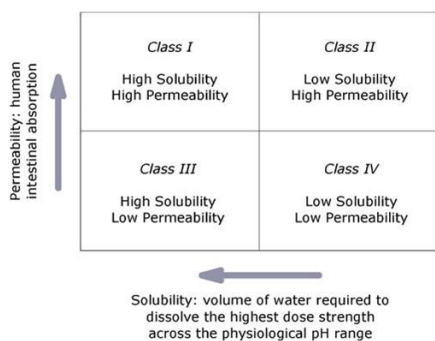 Permeability: human
intestinal absorption
Class I
High Solubility
High Permeability
Class II
Low Solubility
High Permeability
Class III
High Solubility
Low Permeability
Class IV
Low Solubility
Low Permeability
Solubility: volume of water required to
dissolve the highest dose strength
across the physiological pH range